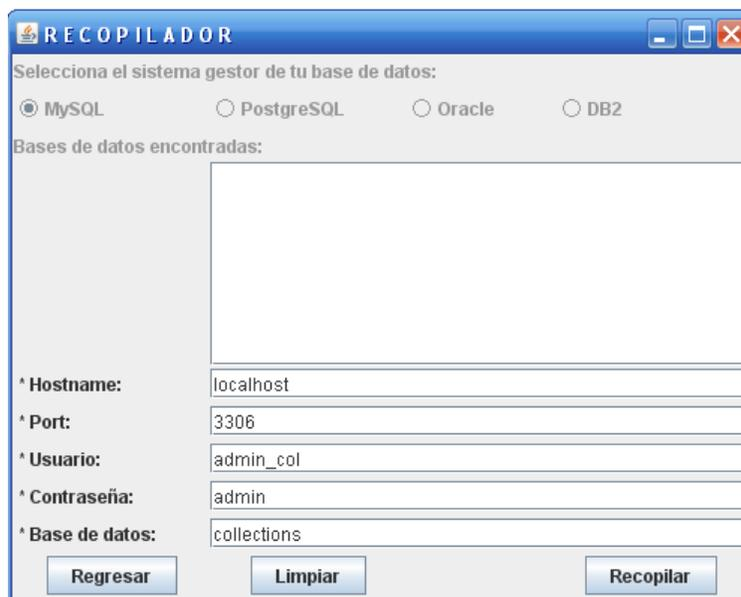 RECOPILADOR
Selecciona el sistema gestor de tu base de datos:
MySQL PostgreSQL Oracle DB2
Bases de datos encontradas:
* Hostname: localhost
* Port: 3306
* Usuario: admin_col
* Contraseña: admin
* Base de datos: collections
Regresar Limpiar Recopilar